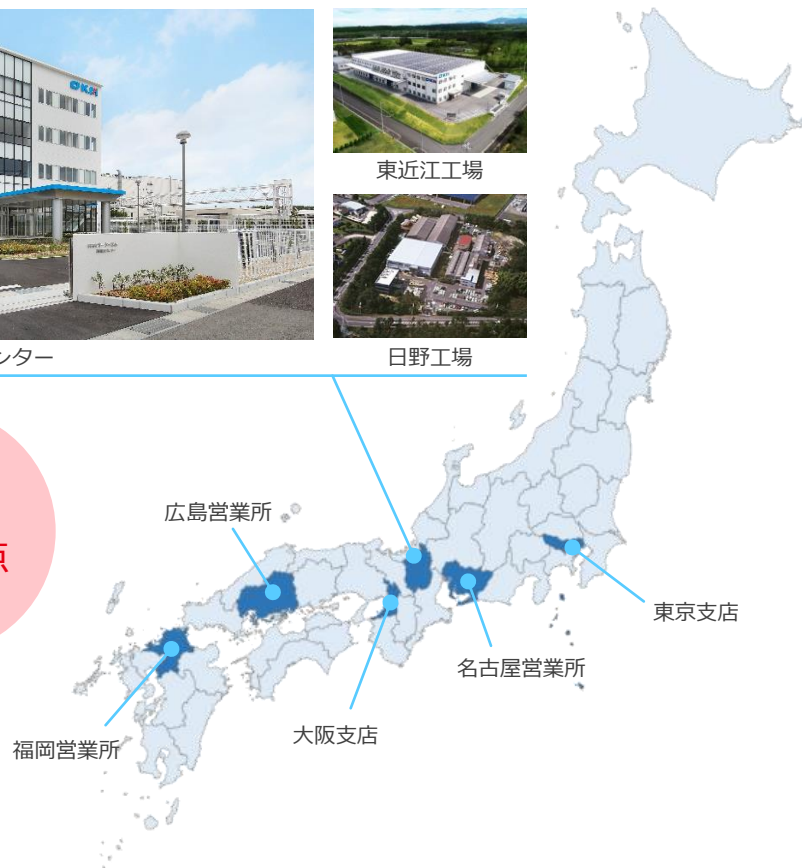 東近江工場
ンター
日野工場
広島営業所
点
東京支店
名古屋営業所
大阪支店
福岡営業所